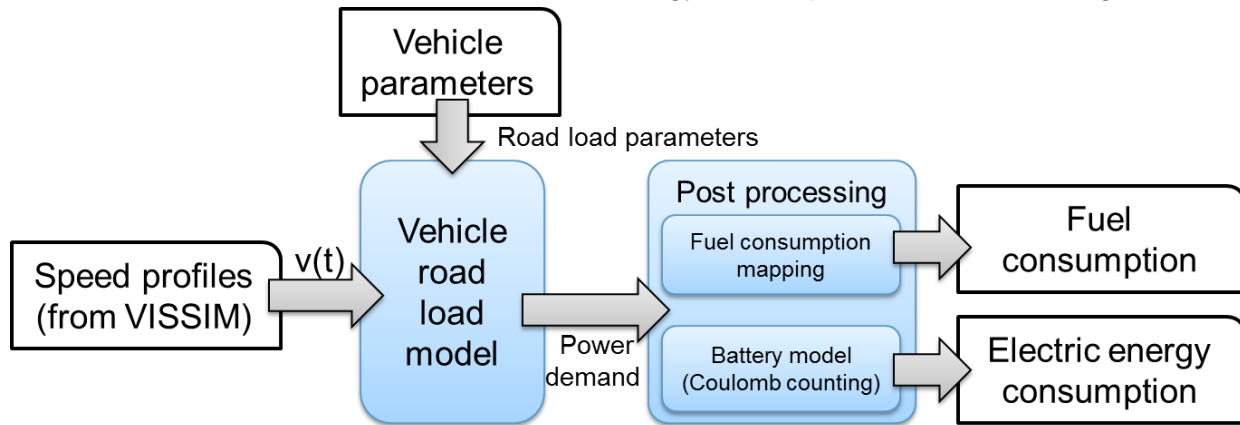 Vehicle
parameters
Road load parameters
Vehicle
road
load
model
Speed profiles
(from VISSIM)
v(t)
Power
demand
Post processing
Fuel consumption
mapping
Battery model
(Coulomb counting)
Fuel
consumption
Electric energy
consumption